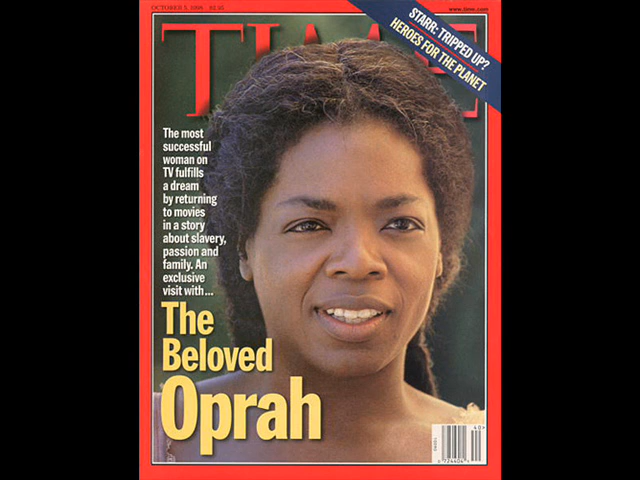 OCTOBER 5, 1998 $2.95
www.time.com
STARR: TRIPPED UP?
HEROES FOR THE PLANET
TIME
The most
successful
woman on
TV fulfills
a dream
by returning
to movies
in a story
about slavery,
passion and
family. An
exclusive
visit with...
The
Beloved
Oprah
40